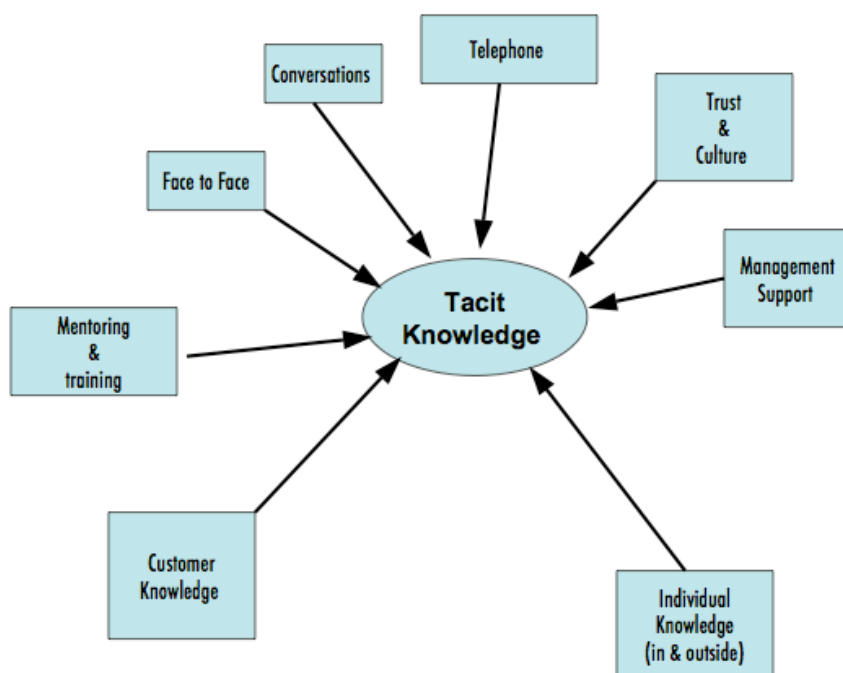 Telephone
Conversations
Trust
&
Culture
Face to Face
Management
Support
Tacit
Knowledge
Mentoring
&
training
Customer
Knowledge
Individual
Knowledge
(in & outside)